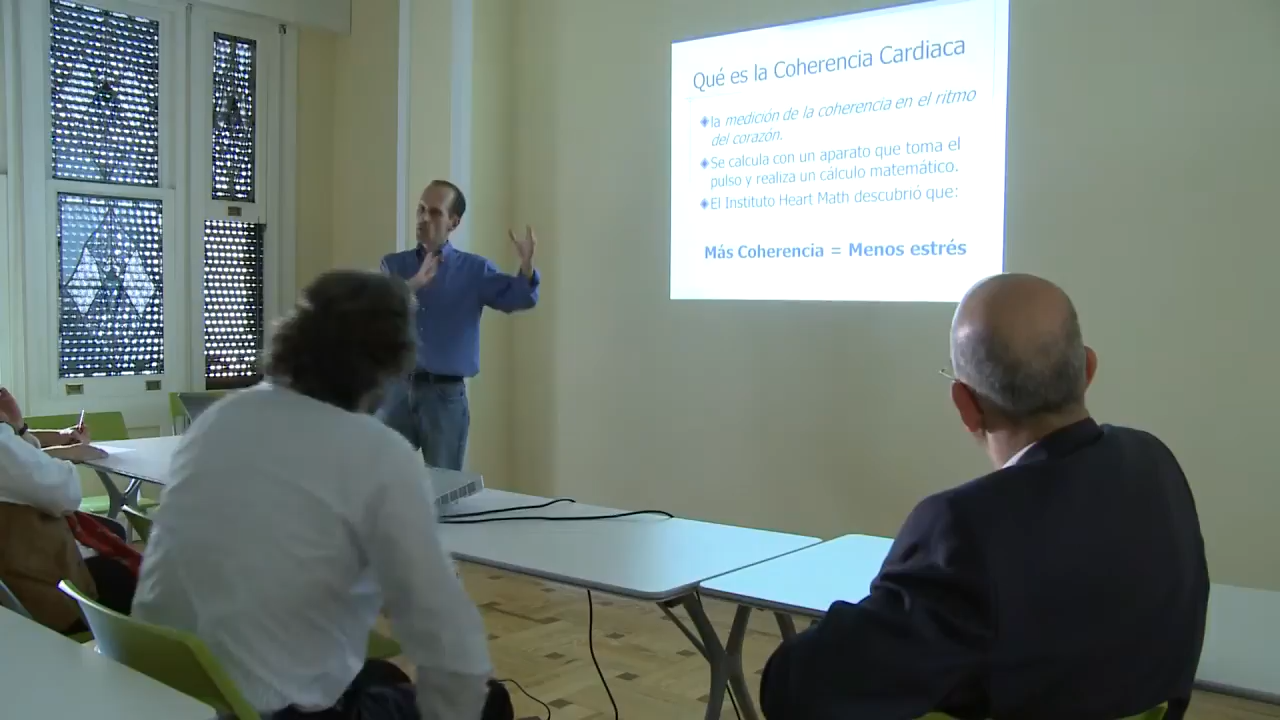 Qué es la Coherencia Cardiaca
la medición de la coherencia en el ritmo
del corazón.
Se calcula con un aparato que toma el
pulso y realiza un cálculo matemático.
El Instituto Heart Math descubrió que:
Más Coherencia = Menos estrés